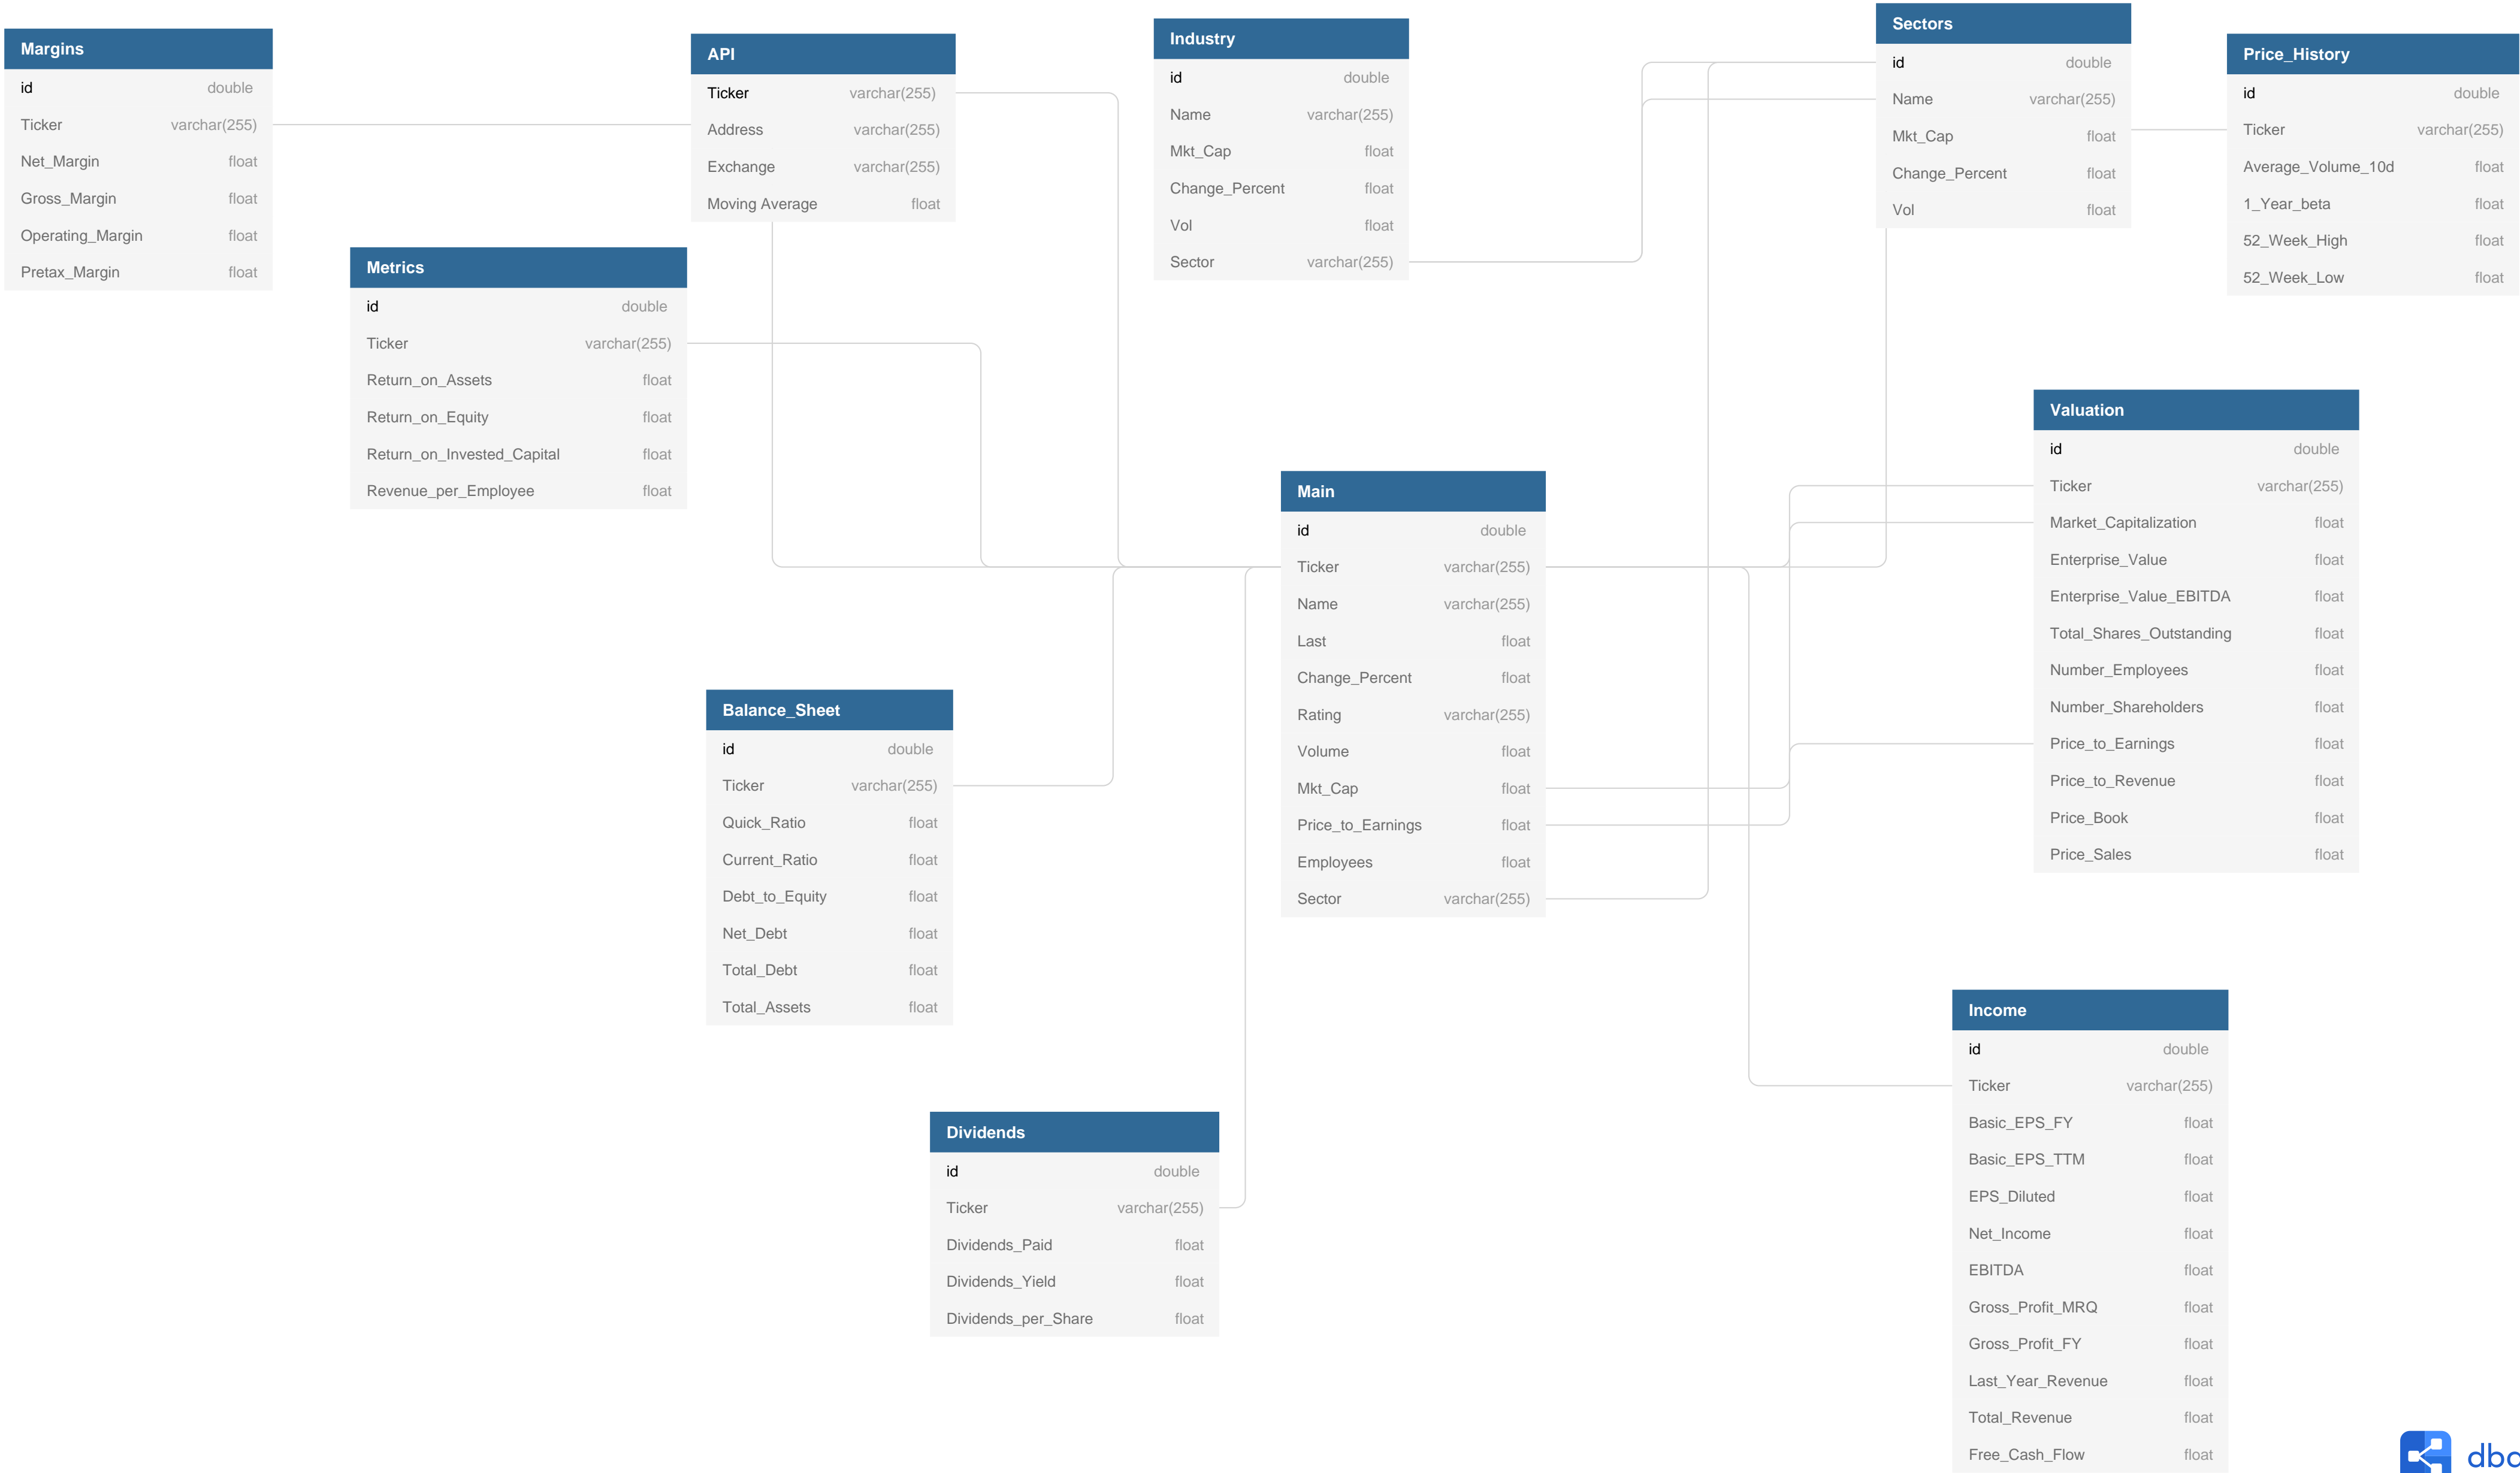 Margins
id double
Ticker varchar(255)
Net_Margin float
Gross_Margin float
Operating_Margin float
Pretax_Margin float
API
Ticker varchar(255)
Address varchar(255)
Exchange varchar(255)
Moving Average float
Industry
id double
Name varchar(255)
Mkt_Cap float
Change_Percent float
Vol float
Sector varchar(255)
Sectors
id double
Name varchar(255)
Mkt_Cap float
Change_Percent float
Vol float
Price_History
id double
Ticker varchar(255)
Average_Volume_10d float
1_Year_beta float
52_Week_High float
52_Week_Low float
Metrics
id double
Ticker varchar(255)
Return_on_Assets float
Return_on_Equity float
Return_on_Invested_Capital float
Revenue_per_Employee float
Valuation
id double
Ticker varchar(255)
Market_Capitalization float
Enterprise_Value float
Enterprise_Value_EBITDA float
Total_Shares_Outstanding float
Number_Employees float
Number_Shareholders float
Price_to_Earnings float
Price_to_Revenue float
Price_Book float
Price_Sales float
Main
id double
Ticker varchar(255)
Name varchar(255)
Last float
Change_Percent float
Rating varchar(255)
Volume float
Mkt_Cap float
Price_to_Earnings float
Employees float
Sector varchar(255)
Balance_Sheet
id double
Ticker varchar(255)
Quick_Ratio float
Current_Ratio float
Debt_to_Equity float
Net_Debt float
Total_Debt float
Total_Assets float
Income
id double
Ticker varchar(255)
Basic_EPS_FY float
Basic_EPS_TTM float
EPS_Diluted float
Net_Income float
EBITDA float
Gross_Profit_MRQ float
Gross_Profit_FY float
Last_Year_Revenue float
Total_Revenue float
Free_Cash_Flow float
Dividends
id double
Ticker varchar(255)
Dividends_Paid float
Dividends_Yield float
Dividends_per_Share float